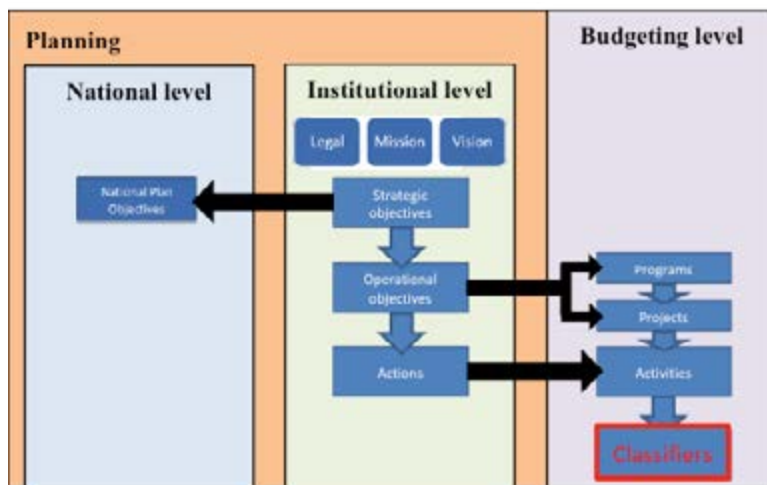 Planning
Budgeting level
National level
Institutional level
Legal
Mission
Vision
National Plan
Objectives
Strategic
objectives
Operational
objectives
Programs
Projects
Actions
Activities
Classifiers